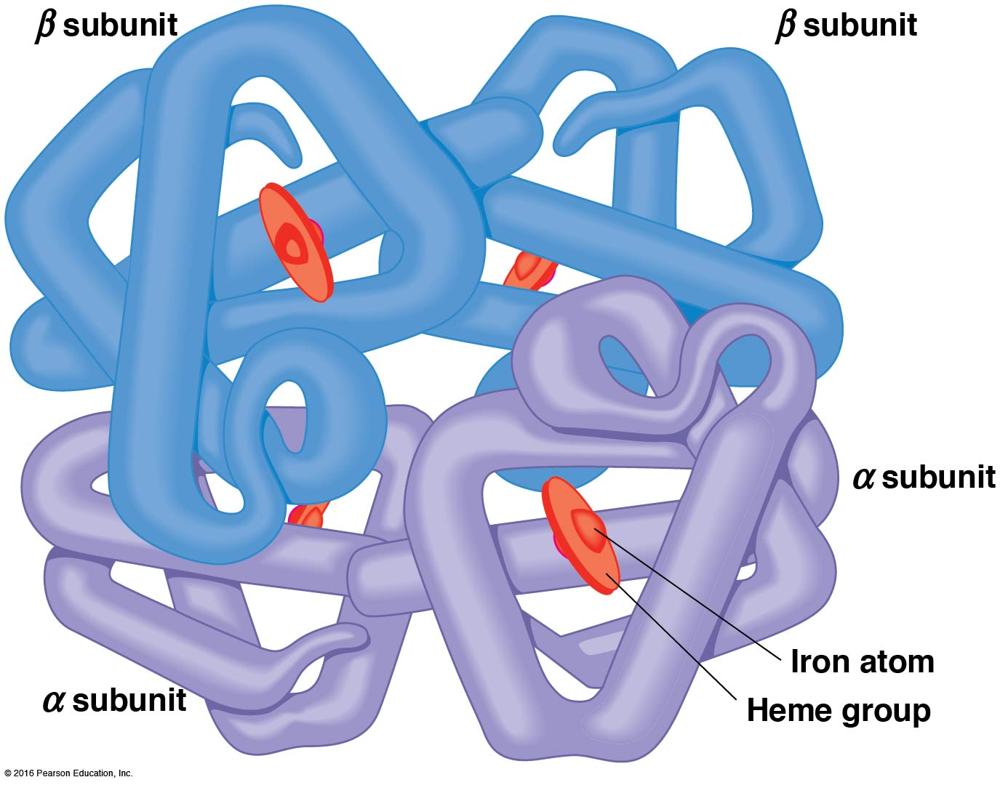 β subunit
β subunit
α subunit
Iron atom
α subunit
Heme group
© 2016 Pearson Education, Inc.